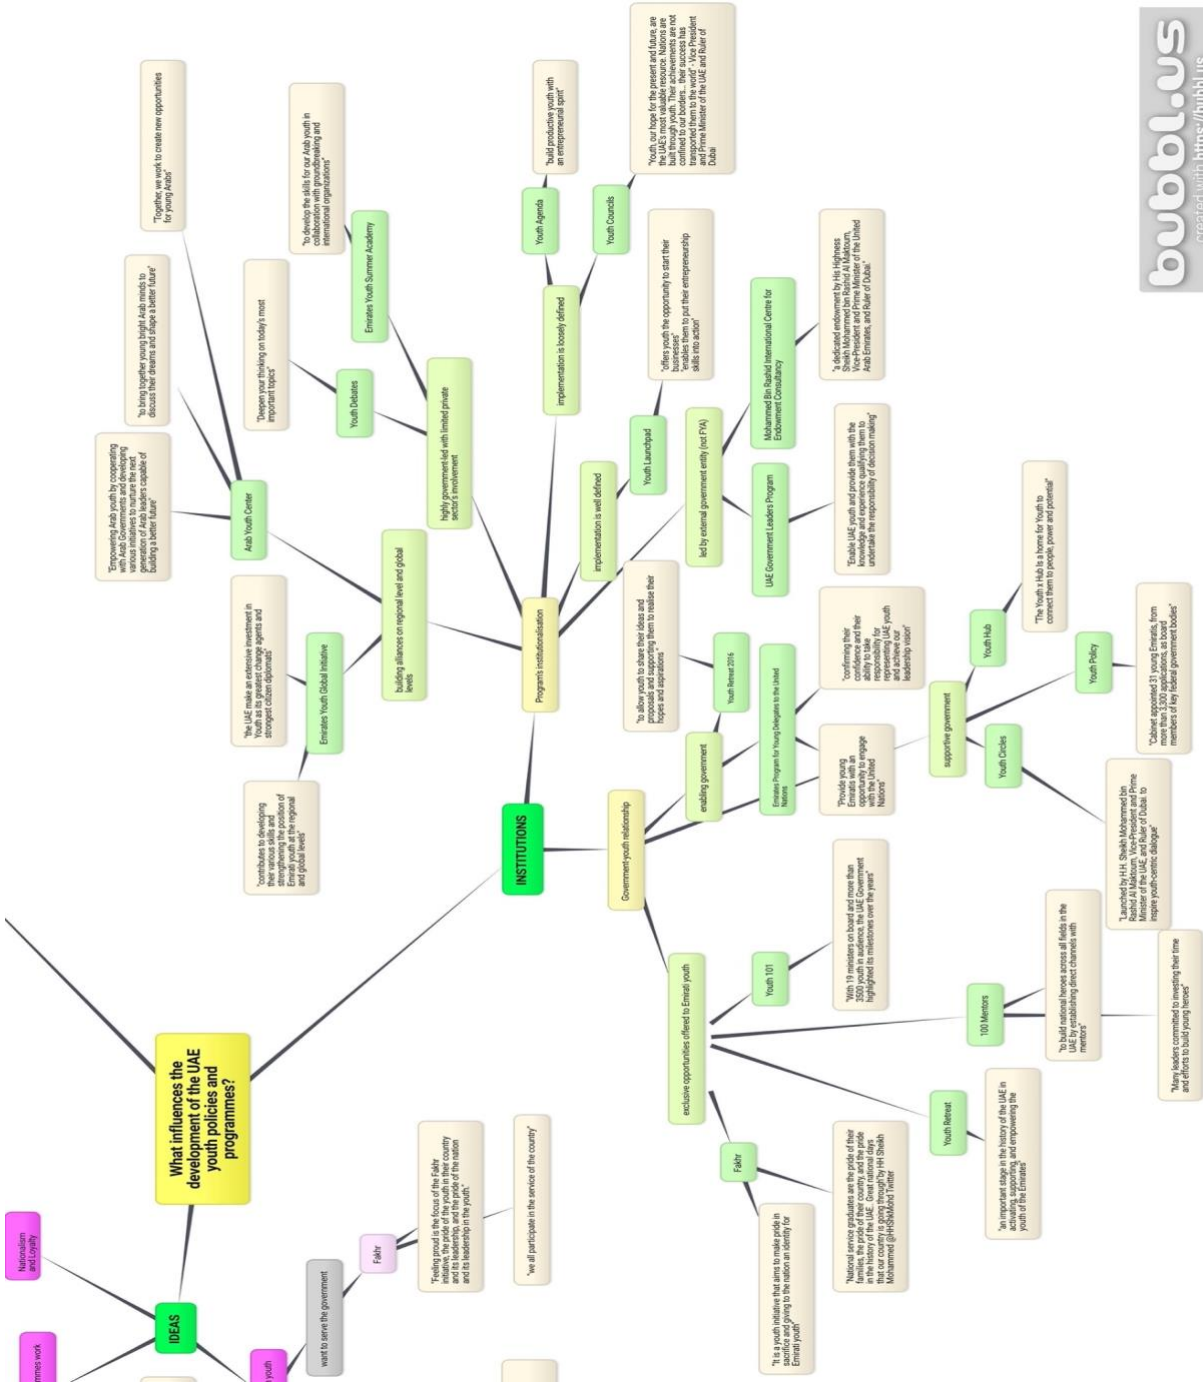 What influences the
development of the UAE
youth policies and
programmes?
IDEAS
Nationalism
and Loyalty
mmes work
youth
want to serve the government
Fakhr
"Feeling proud is the focus of the Fakhr
initiative, the pride of the youth in their country
and its leadership, and the pride of the nation
and its leadership in the youth."
"we all participate in the service of the country"
INSTITUTIONS
Program's institutionalisation
building alliances on regional level and global
levels
Emirates Youth Global Initiative
"contributes to developing
their various skills and
strengthening the position of
Emirati youth at the regional
and global levels"
"the UAE make an extensive investment in
Youth as its greatest change agents and
strongest citizen diplomats"
Arab Youth Center
"Empowering Arab youth by cooperating
with Arab Governments and developing
various initiatives to nurture the next
generation of Arab leaders capable of
building a better future"
"to bring together young bright Arab minds to
discuss their dreams and shape a better future"
"Together, we work to create new opportunities
for young Arabs"
highly government-led with limited private
sector's involvement
Youth Debates
"Deepen your thinking on today's most
important topics"
Emirates Youth Summer Academy
"to develop the skills for our Arab youth in
collaboration with groundbreaking and
international organizations"
implementation is loosely defined
Youth Agenda
"build productive youth with
an entrepreneurial spirit"
Youth Councils
"Youth, our hope for the present and future, are
the UAE's most valuable resource. Nations are
built through youth. Their achievements are not
confined to our borders... their success has
transported them to the world" - Vice President
and Prime Minister of the UAE and Ruler of
Dubai
implementation is well defined
Youth Launchpad
"offers youth the opportunity to start their
businesses"
"enables them to put their entrepreneurship
skills into action"
led by external government entity (not FYA)
UAE Government Leaders Program
"Enable UAE youth and provide them with the
knowledge and experience qualifying them to
undertake the responsibility of decision making"
Mohammed Bin Rashid International Centre for
Endowment Consultancy
"a dedicated endowment by His Highness
Sheikh Mohammed bin Rashid Al Maktoum,
Vice-President and Prime Minister of the United
Arab Emirates, and Ruler of Dubai."
Government-youth relationship
enabling government
Youth Retreat 2016
"to allow youth to share their ideas and
proposals and supporting them to realise their
hopes and aspirations"
Emirates Program for Young Delegates to the United
Nations
"Provide young
Emiratis with an
opportunity to engage
with the United
Nations"
"confirming their
confidence and their
ability to take
responsibility for
representing UAE youth
and achieve our
leadership vision"
supportive government
Youth Circles
"Launched by H.H. Sheikh Mohammed bin
Rashid Al Maktoum, Vice-President and Prime
Minister of the UAE, and Ruler of Dubai. to
inspire youth-centric dialogue"
Youth Hub
"The Youth x Hub Is a home for Youth to
connect them to people, power and potential"
Youth Policy
"Cabinet appointed 31 young Emiratis, from
more than 3,300 applications, as board
members of key federal government bodies"
exclusive opportunities offered to Emirati youth
Fakhr
"It is a youth initiative that aims to make pride in
sacrifice and giving to the nation an identity for
Emirati youth"
"National service graduates are the pride of their
families, the pride of their country, and the pride
in the history of the UAE. Great national days
that our country is going through"by HH Sheikh
Mohammed @HHShkMohd Twitter
Youth Retreat
"an important stage in the history of the UAE in
activating, supporting, and empowering the
youth of the Emirates"
100 Mentors
"to build national heroes across all fields in the
UAE by establishing direct channels with
mentors"
"Many leaders committed to investing their time
and efforts to build young heroes"
Youth 101
"With 19 ministers on board and more than
3500 youth in audience, the UAE Government
highlighted its milestones over the years"
bubbl.us
created with http://bubbl.us